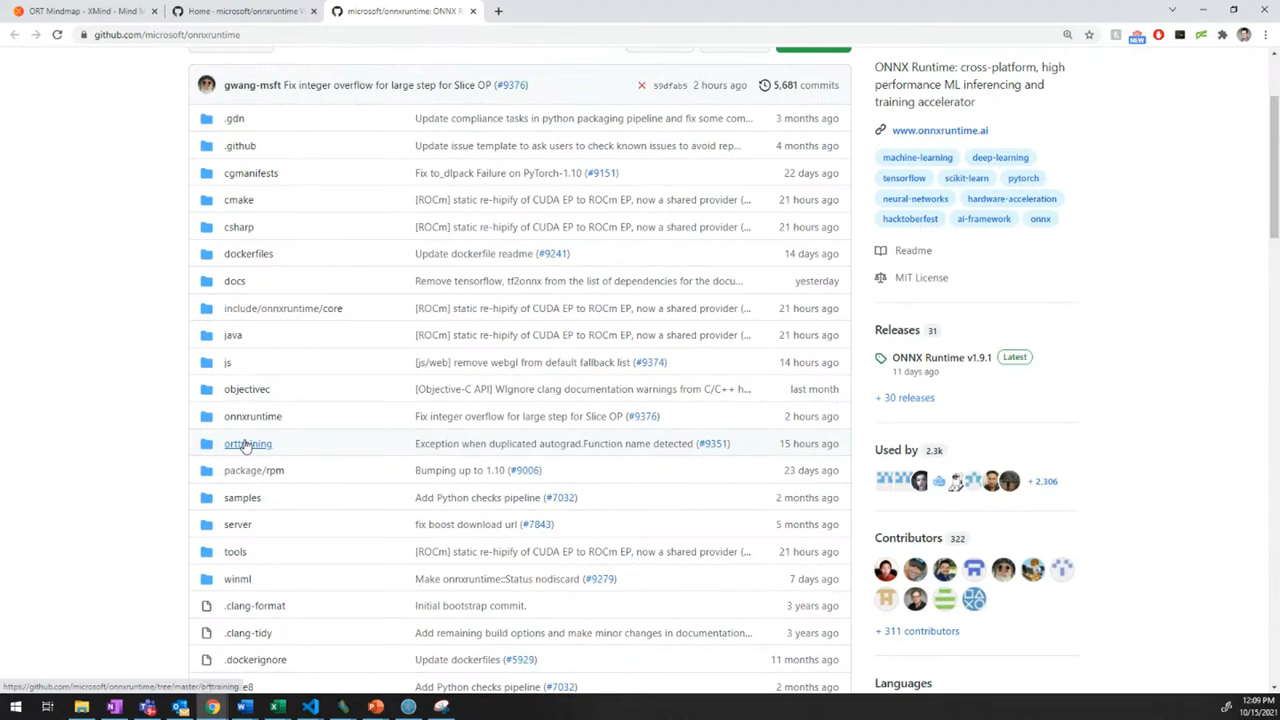 ORT Mindmap - XMind - Mind M
Home · microsoft/onnxruntime W
microsoft/onnxruntime: ONNX R
github.com/microsoft/onnxruntime
NEW
gwang-msft Fix integer overflow for large step for Slice OP (#9376)
59dfab5 2 hours ago
5,681 commits
.gdn
Update compliance tasks in python packaging pipeline and fix some com...
3 months ago
.github
Update issue template to ask users to check known issues to avoid rep...
4 months ago
cgmanifests
Fix to_dlpack Failure on PyTorch-1.10 (#9151)
22 days ago
cmake
[ROCm] static re-hipify of CUDA EP to ROCm EP, now a shared provider (...
21 hours ago
csharp
[ROCm] static re-hipify of CUDA EP to ROCm EP, now a shared provider (...
21 hours ago
dockerfiles
Update dockerfile readme (#9241)
14 days ago
docs
Remove tensorflow, tf2onnx from the list of dependencies for the docu...
yesterday
include/onnxruntime/core
[ROCm] static re-hipify of CUDA EP to ROCm EP, now a shared provider (...
21 hours ago
java
[ROCm] static re-hipify of CUDA EP to ROCm EP, now a shared provider (...
21 hours ago
js
[js/web] remove webgl from default fallback list (#9374)
14 hours ago
objectivec
[Objective-C API] WIgnore clang documentation warnings from C/C++ h...
last month
onnxruntime
Fix integer overflow for large step for Slice OP (#9376)
2 hours ago
orttraining
Exception when duplicated autograd.Function name detected (#9351)
15 hours ago
package/rpm
Bumping up to 1.10 (#9006)
23 days ago
samples
Add Python checks pipeline (#7032)
2 months ago
server
fix boost download url (#7843)
5 months ago
tools
[ROCm] static re-hipify of CUDA EP to ROCm EP, now a shared provider (...
21 hours ago
winml
Make onnxruntime::Status nodiscard (#9279)
7 days ago
.clang-format
Initial bootstrap commit.
3 years ago
.clang-tidy
Add remaining build options and make minor changes in documentation...
3 years ago
.dockerignore
Update dockerfiles (#5929)
11 months ago
e8
Add Python checks pipeline (#7032)
2 months ago
ONNX Runtime: cross-platform, high
performance ML inferencing and
training accelerator
www.onnxruntime.ai
machine-learning
deep-learning
tensorflow
scikit-learn
pytorch
neural-networks
hardware-acceleration
hacktoberfest
ai-framework
onnx
Readme
MIT License
Releases 31
ONNX Runtime v1.9.1 Latest
11 days ago
+ 30 releases
Used by 2.3k
+ 2,306
Contributors 322
+ 311 contributors
Languages
https://github.com/microsoft/onnxruntime/tree/master/orttraining
12:09 PM
10/15/2021